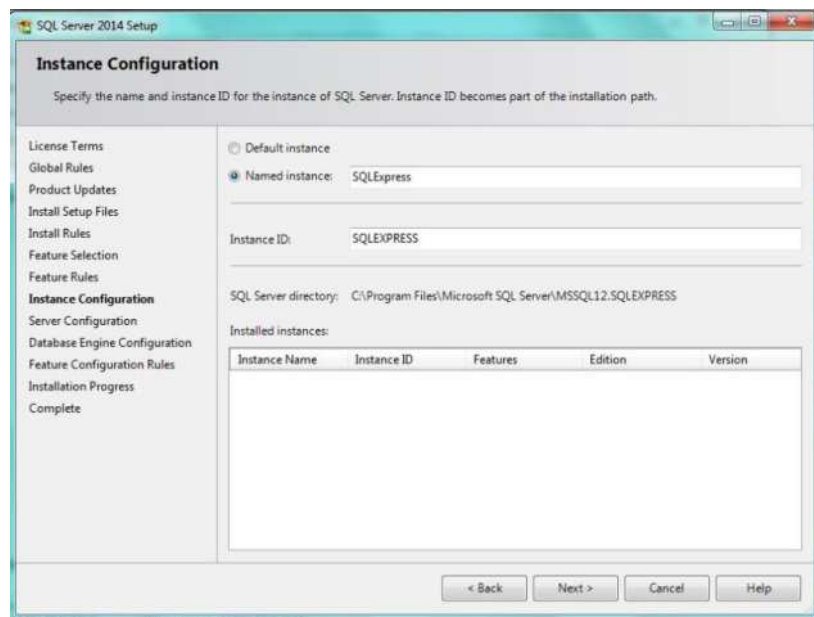 SQL Server 2014 Setup
Instance Configuration
Specify the name and instance ID for the instance of SQL Server. Instance ID becomes part of the installation path.
License Terms
Global Rules
Product Updates
Install Setup Files
Install Rules
Feature Selection
Feature Rules
Instance Configuration
Server Configuration
Database Engine Configuration
Feature Configuration Rules
Installation Progress
Complete
Default instance
Named instance: SQLExpress
Instance ID: SQLEXPRESS
SQL Server directory: C:\Program Files\Microsoft SQL Server\MSSQL12.SQLEXPRESS
Installed instances:
Instance Name Instance ID Features Edition Version
< Back Next > Cancel Help